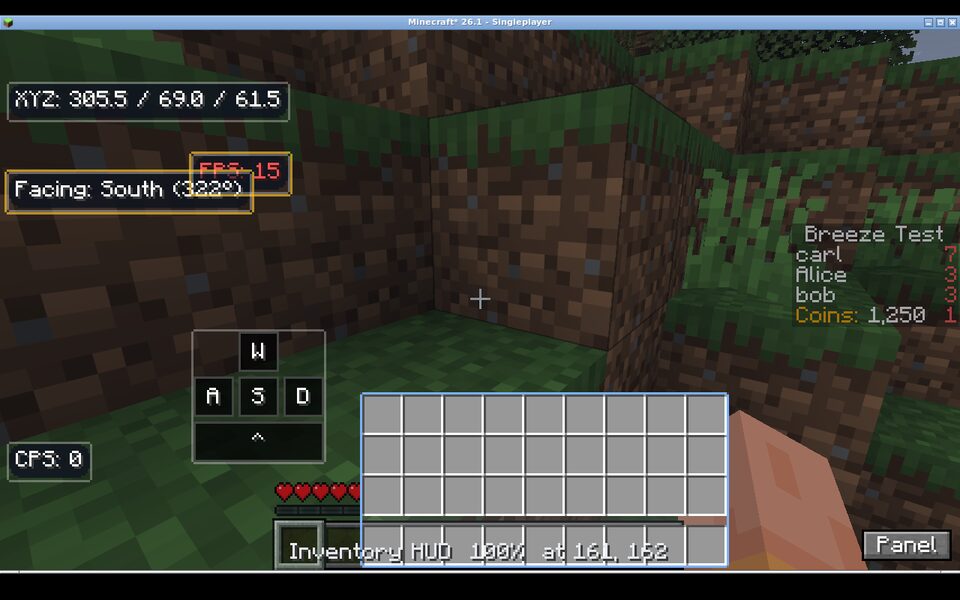 Minecraft* 26.1 - Singleplayer
XYZ: 305.5 / 69.0 / 61.5
FPS: 15
Facing: South (322°)
Breeze Test
carl 7
Alice 3
bob 3
Coins: 1,250 1
W
A S D
^
CPS: 0
Inventory HUD 100% at 161, 162
Panel